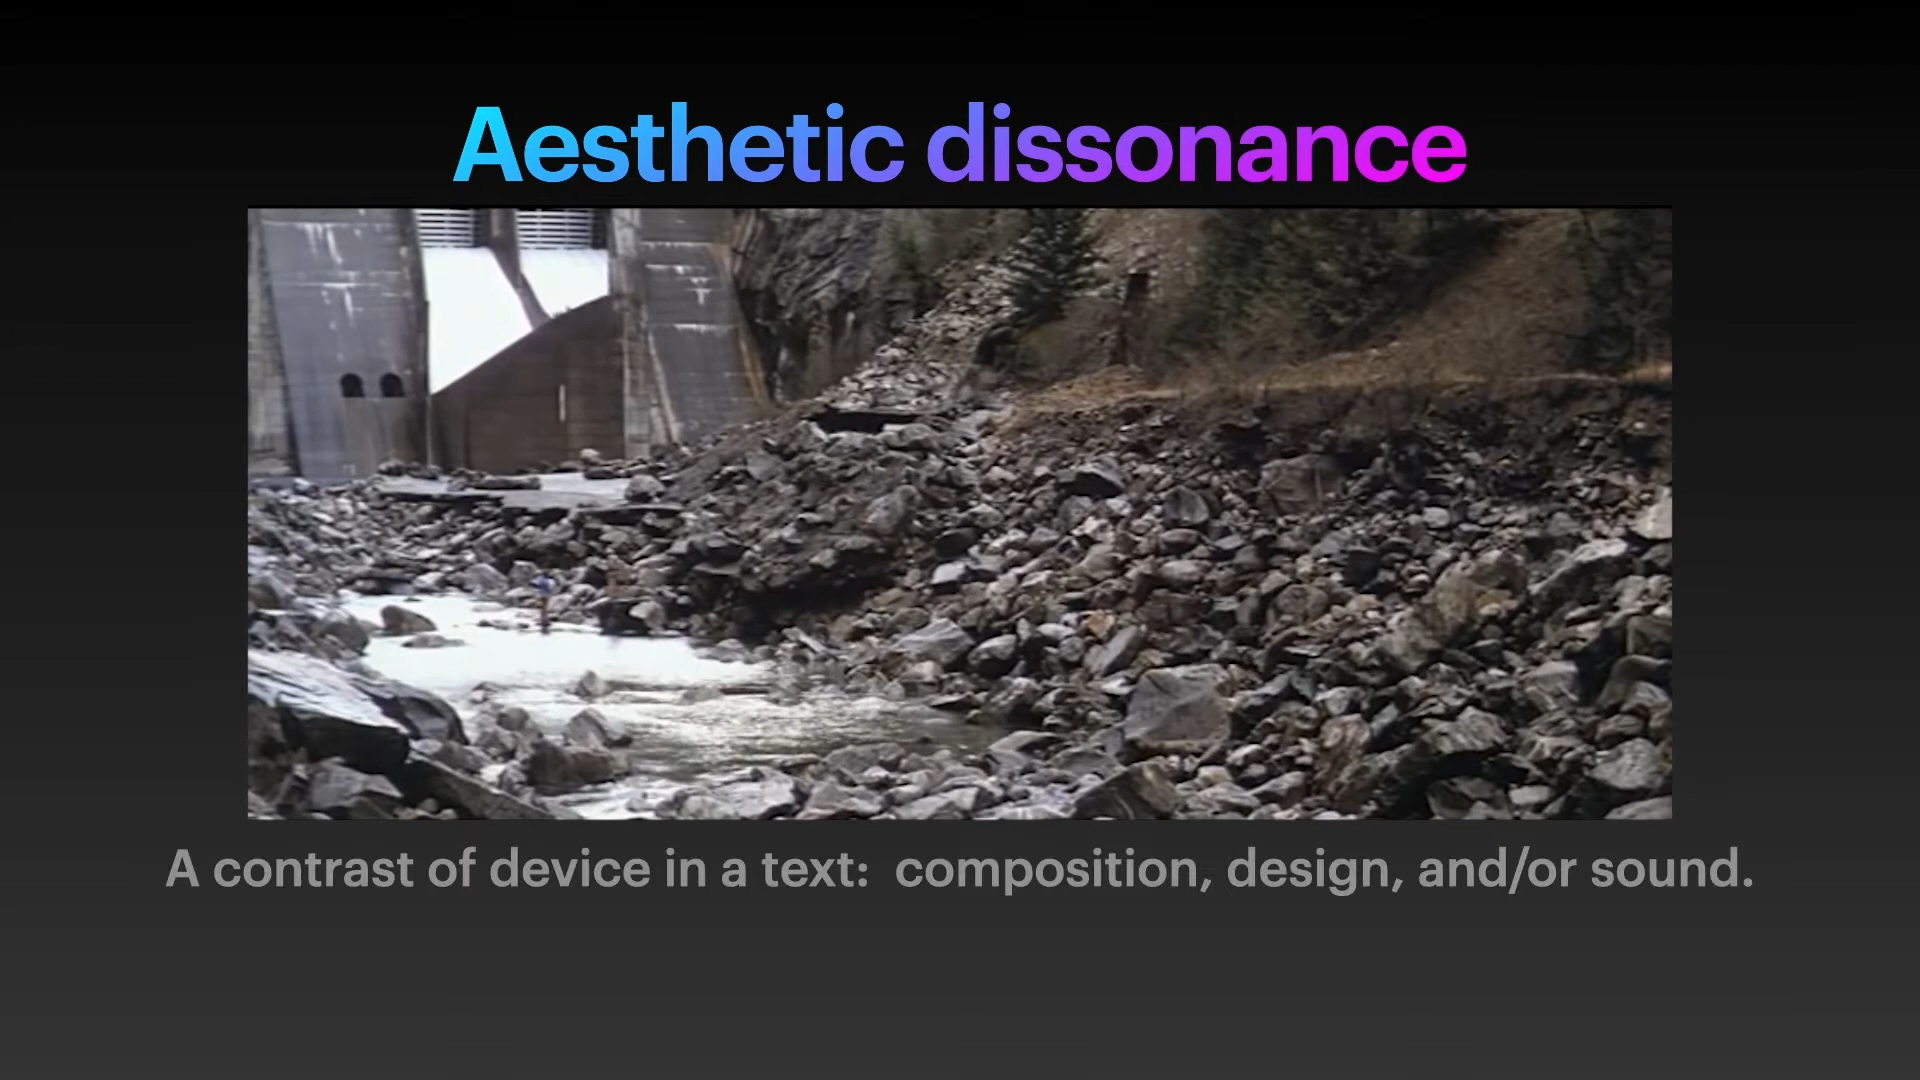 Aesthetic dissonance
A contrast of device in a text:  composition, design, and/or sound.